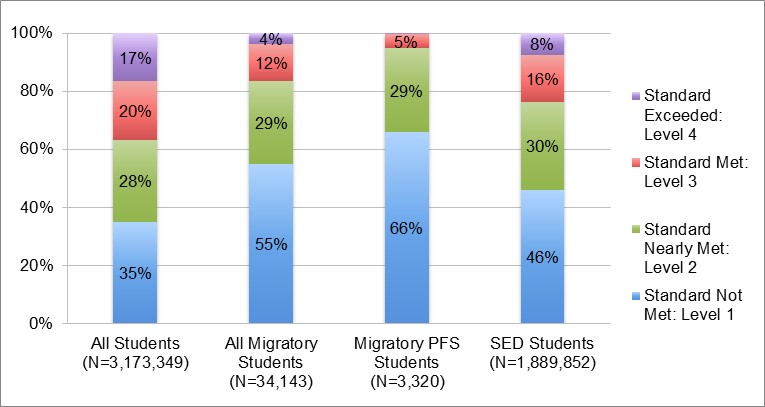 100%
80%
60%
40%
20%
0%
17%
20%
28%
35%
4%
12%
29%
55%
5%
29%
66%
8%
16%
30%
46%
All Students
(N=3,173,349)
All Migratory
Students
(N=34,143)
Migratory PFS
Students
(N=3,320)
SED Students
(N=1,889,852)
Standard
Exceeded:
Level 4
Standard Met:
Level 3
Standard
Nearly Met:
Level 2
Standard Not
Met: Level 1